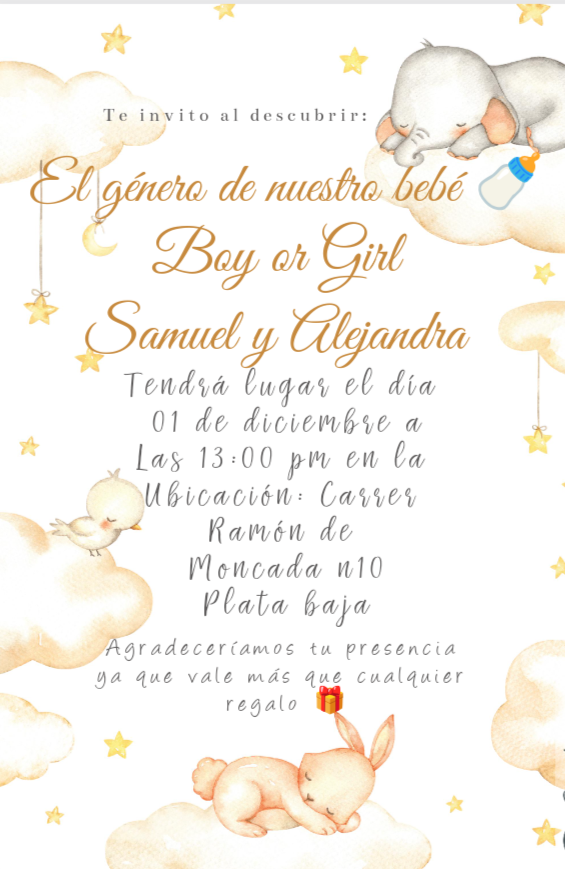 Te invito al descubrir:
El género de nuestro bebé
Boy or Girl
Samuel y Alejandra
Tendrá lugar el día
01 de diciembre a
Las 13:00 pm en la
Ubicación: Carrer
Ramón de
Moncada n10
Plata baja
Agradeceríamos tu presencia
ya que vale más que cualquier
regalo